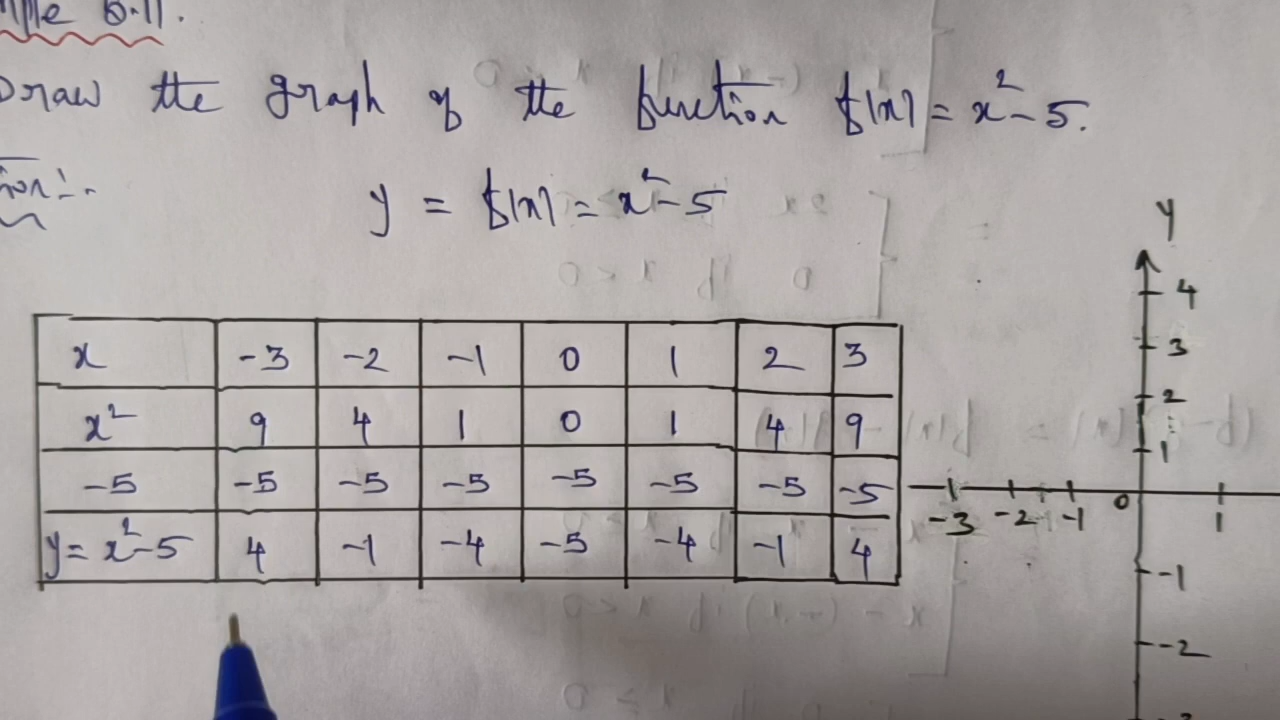 6.11.
Draw the graph of the function f(x) = x² - 5.
y = f(x) = x² - 5
x -3 -2 -1 0 1 2 3
x² 9 4 1 0 1 4 9
-5 -5 -5 -5 -5 -5 -5 -5
y = x² - 5 4 -1 -4 -5 -4 -1 4
Y
4
3
2
1
-3 -2 -1 0 1
-1
-2